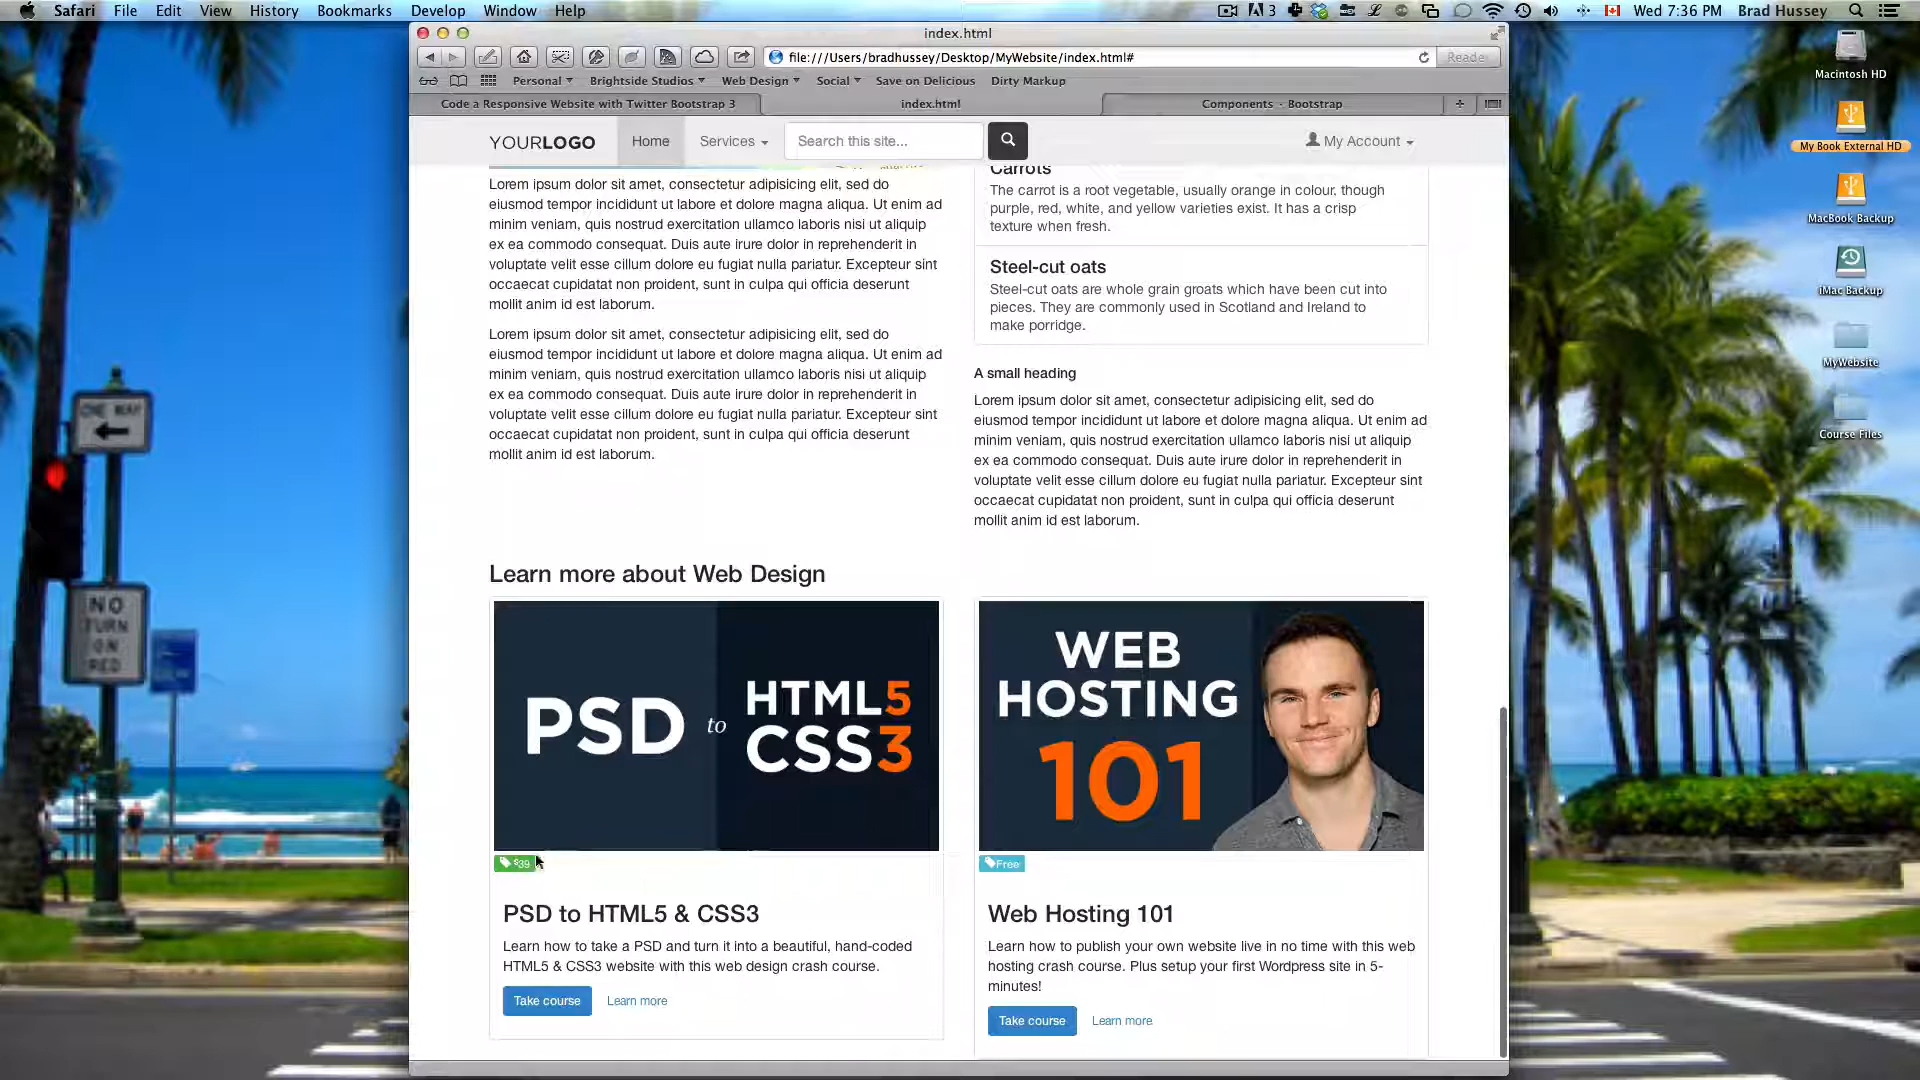 Safari File Edit View History Bookmarks Develop Window Help
3 Wed 7:36 PM Brad Hussey
index.html
file:///Users/bradhussey/Desktop/MyWebsite/index.html#
Reader
Personal Brightside Studios Web Design Social Save on Delicious Dirty Markup
Code a Responsive Website with Twitter Bootstrap 3
index.html
Components · Bootstrap
YOURLOGO
Home
Services
Search this site...
My Account
Lorem ipsum dolor sit amet, consectetur adipisicing elit, sed do
eiusmod tempor incididunt ut labore et dolore magna aliqua. Ut enim ad
minim veniam, quis nostrud exercitation ullamco laboris nisi ut aliquip
ex ea commodo consequat. Duis aute irure dolor in reprehenderit in
voluptate velit esse cillum dolore eu fugiat nulla pariatur. Excepteur sint
occaecat cupidatat non proident, sunt in culpa qui officia deserunt
mollit anim id est laborum.
Lorem ipsum dolor sit amet, consectetur adipisicing elit, sed do
eiusmod tempor incididunt ut labore et dolore magna aliqua. Ut enim ad
minim veniam, quis nostrud exercitation ullamco laboris nisi ut aliquip
ex ea commodo consequat. Duis aute irure dolor in reprehenderit in
voluptate velit esse cillum dolore eu fugiat nulla pariatur. Excepteur sint
occaecat cupidatat non proident, sunt in culpa qui officia deserunt
mollit anim id est laborum.
Carrots
The carrot is a root vegetable, usually orange in colour, though
purple, red, white, and yellow varieties exist. It has a crisp
texture when fresh.
Steel-cut oats
Steel-cut oats are whole grain groats which have been cut into
pieces. They are commonly used in Scotland and Ireland to
make porridge.
A small heading
Lorem ipsum dolor sit amet, consectetur adipisicing elit, sed do
eiusmod tempor incididunt ut labore et dolore magna aliqua. Ut enim ad
minim veniam, quis nostrud exercitation ullamco laboris nisi ut aliquip
ex ea commodo consequat. Duis aute irure dolor in reprehenderit in
voluptate velit esse cillum dolore eu fugiat nulla pariatur. Excepteur sint
occaecat cupidatat non proident, sunt in culpa qui officia deserunt
mollit anim id est laborum.
Learn more about Web Design
PSD to HTML5
CSS3
$39
PSD to HTML5 & CSS3
Learn how to take a PSD and turn it into a beautiful, hand-coded
HTML5 & CSS3 website with this web design crash course.
Take course Learn more
WEB
HOSTING
101
Free
Web Hosting 101
Learn how to publish your own website live in no time with this web
hosting crash course. Plus setup your first Wordpress site in 5-
minutes!
Take course Learn more
Macintosh HD
My Book External HD
MacBook Backup
iMac Backup
MyWebsite
Course Files
ONE WAY
NO
TURN
ON
RED